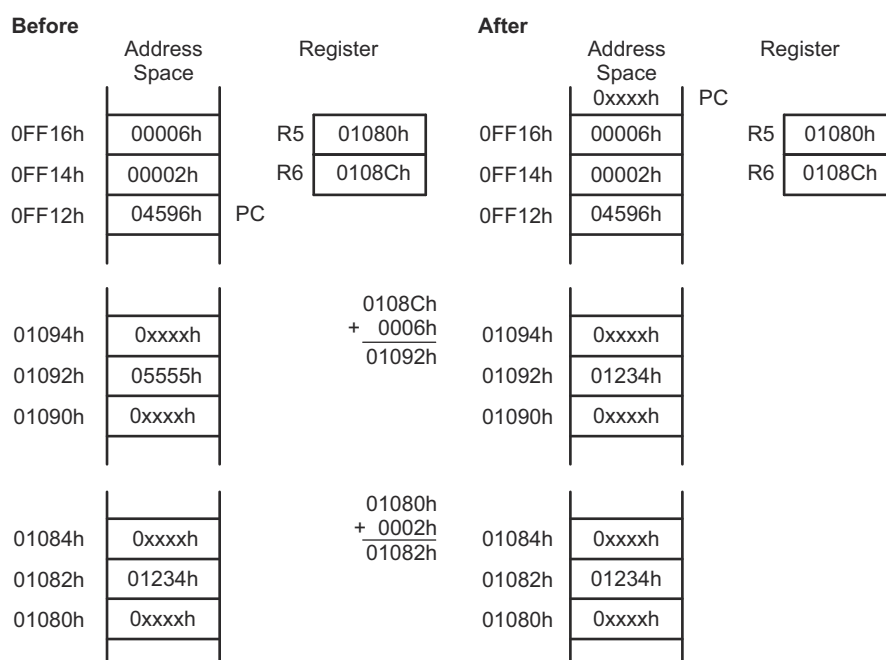 Before After
Address Register Address Register
Space Space
0xxxxh PC
0FF16h 00006h R5 01080h 0FF16h 00006h R5 01080h
0FF14h 00002h R6 0108Ch 0FF14h 00002h R6 0108Ch
0FF12h 04596h PC 0FF12h 04596h
0108Ch
01094h 0xxxxh + 0006h 01094h 0xxxxh
01092h
01092h 05555h 01092h 01234h
01090h 0xxxxh 01090h 0xxxxh
01080h
+ 0002h
01084h 0xxxxh 01082h 01084h 0xxxxh
01082h 01234h 01082h 01234h
01080h 0xxxxh 01080h 0xxxxh